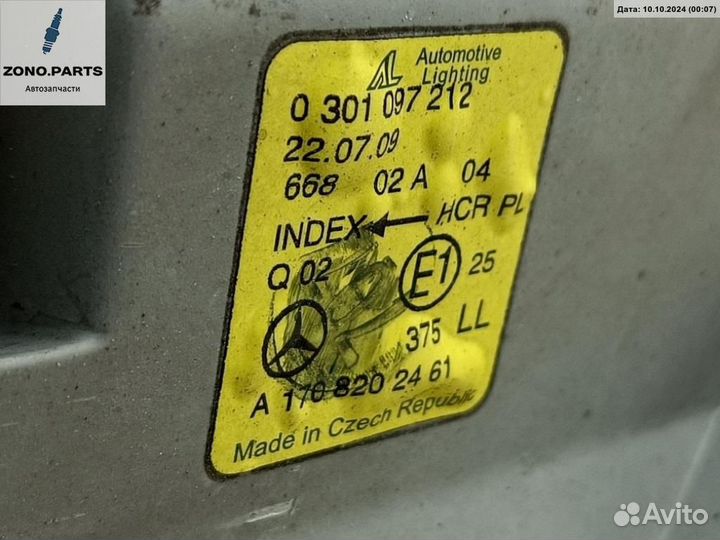 Дата: 10.10.2024 (00:07)
ZONO.PARTS
Автозапчасти
AL Automotive
Lighting
0 301 097 212
22.07.09
668 02 A 04
INDEX HCR PL
Q 02 E1 25
375 LL
A 170 820 24 61
Made in Czech Republic
Avito